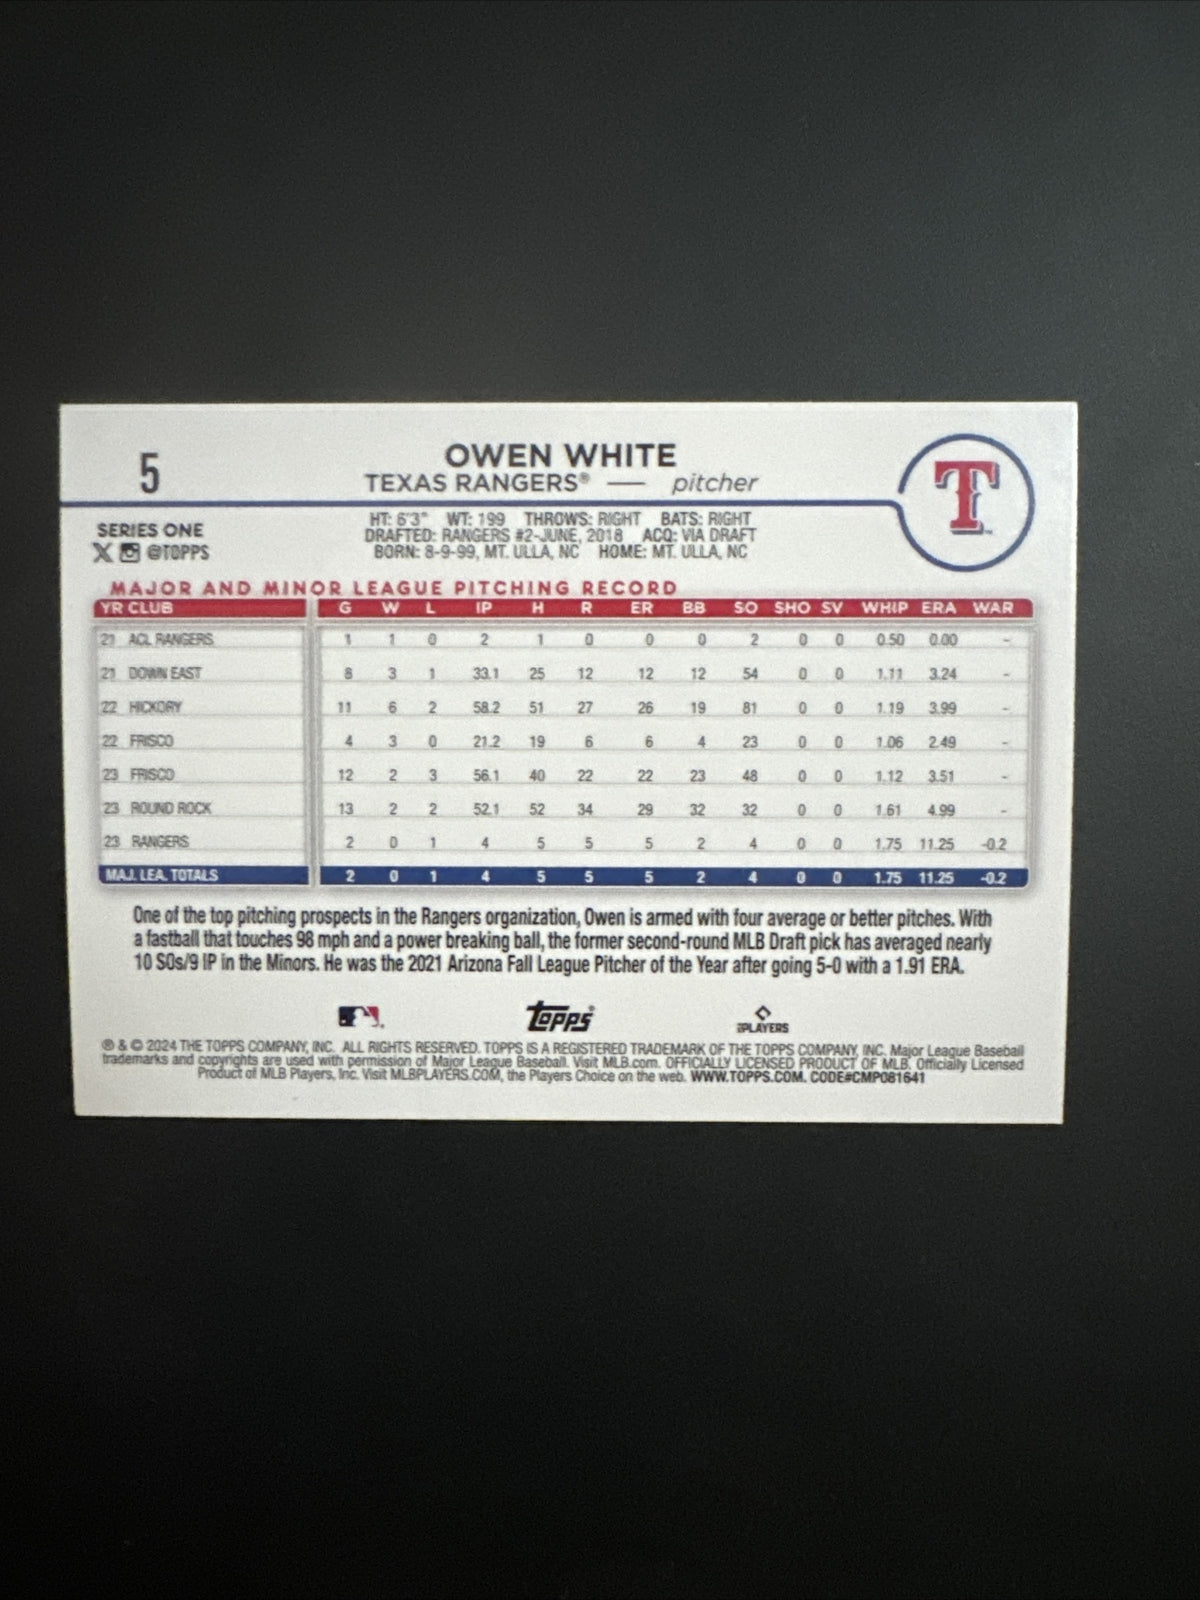 5
OWEN WHITE
TEXAS RANGERS® — pitcher
T
SERIES ONE
X @TOPPS
HT: 6'3" WT: 199 THROWS: RIGHT BATS: RIGHT
DRAFTED: RANGERS #2-JUNE, 2018 ACQ: VIA DRAFT
BORN: 8-9-99, MT. ULLA, NC HOME: MT. ULLA, NC
MAJOR AND MINOR LEAGUE PITCHING RECORD
YR CLUB G W L IP H R ER BB SO SHO SV WHIP ERA WAR
21 ACL RANGERS 1 1 0 2 1 0 0 0 2 0 0 0.50 0.00 -
21 DOWN EAST 8 3 1 33.1 25 12 12 12 54 0 0 1.11 3.24 -
22 HICKORY 11 6 2 58.2 51 27 26 19 81 0 0 1.19 3.99 -
22 FRISCO 4 3 0 21.2 19 6 6 4 23 0 0 1.06 2.49 -
23 FRISCO 12 2 3 56.1 40 22 22 23 48 0 0 1.12 3.51 -
23 ROUND ROCK 13 2 2 52.1 52 34 29 32 32 0 0 1.61 4.99 -
23 RANGERS 2 0 1 4 5 5 5 2 4 0 0 1.75 11.25 -0.2
MAJ. LEA. TOTALS 2 0 1 4 5 5 5 2 4 0 0 1.75 11.25 -0.2
One of the top pitching prospects in the Rangers organization, Owen is armed with four average or better pitches. With
a fastball that touches 98 mph and a power breaking ball, the former second-round MLB Draft pick has averaged nearly
10 SOs/9 IP in the Minors. He was the 2021 Arizona Fall League Pitcher of the Year after going 5-0 with a 1.91 ERA.
Topps®
PLAYERS
® & © 2024 THE TOPPS COMPANY, INC. ALL RIGHTS RESERVED. TOPPS IS A REGISTERED TRADEMARK OF THE TOPPS COMPANY, INC. Major League Baseball
trademarks and copyrights are used with permission of Major League Baseball. Visit MLB.com. OFFICIALLY LICENSED PRODUCT OF MLB. Officially Licensed
Product of MLB Players, Inc. Visit MLBPLAYERS.COM, the Players Choice on the web. WWW.TOPPS.COM. CODE#CMP081641